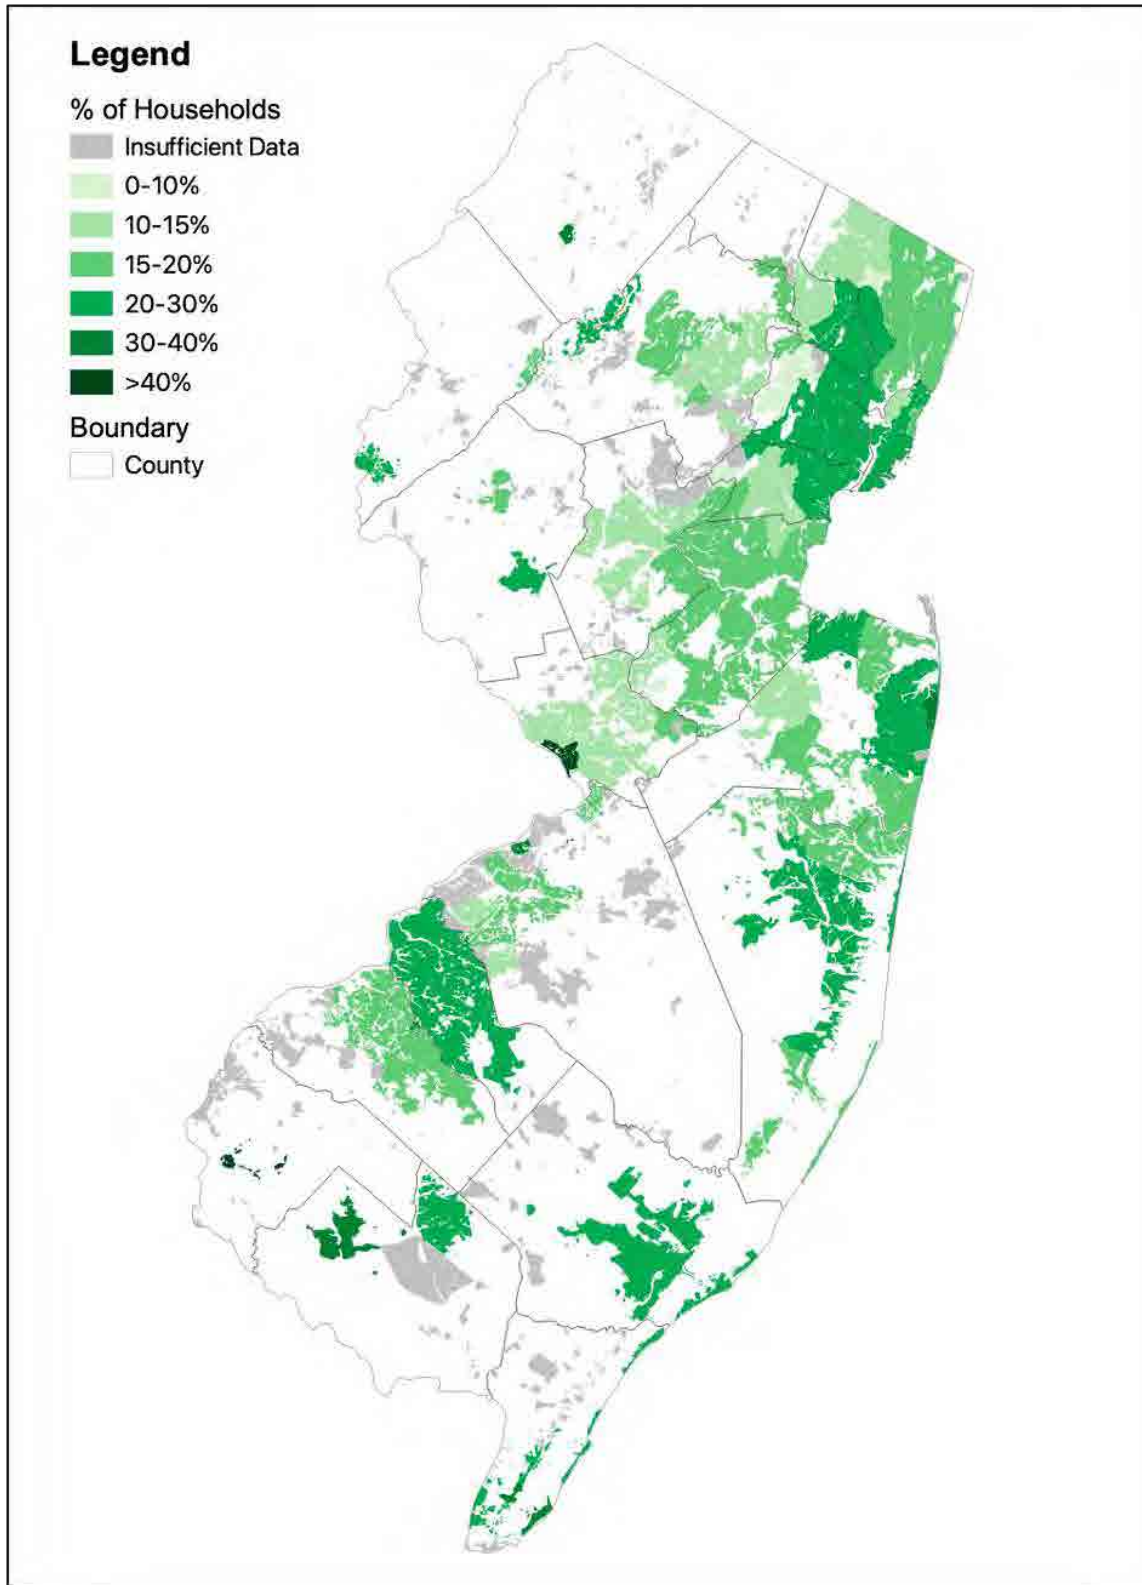 Legend
% of Households
Insufficient Data
0-10%
10-15%
15-20%
20-30%
30-40%
>40%
Boundary
County